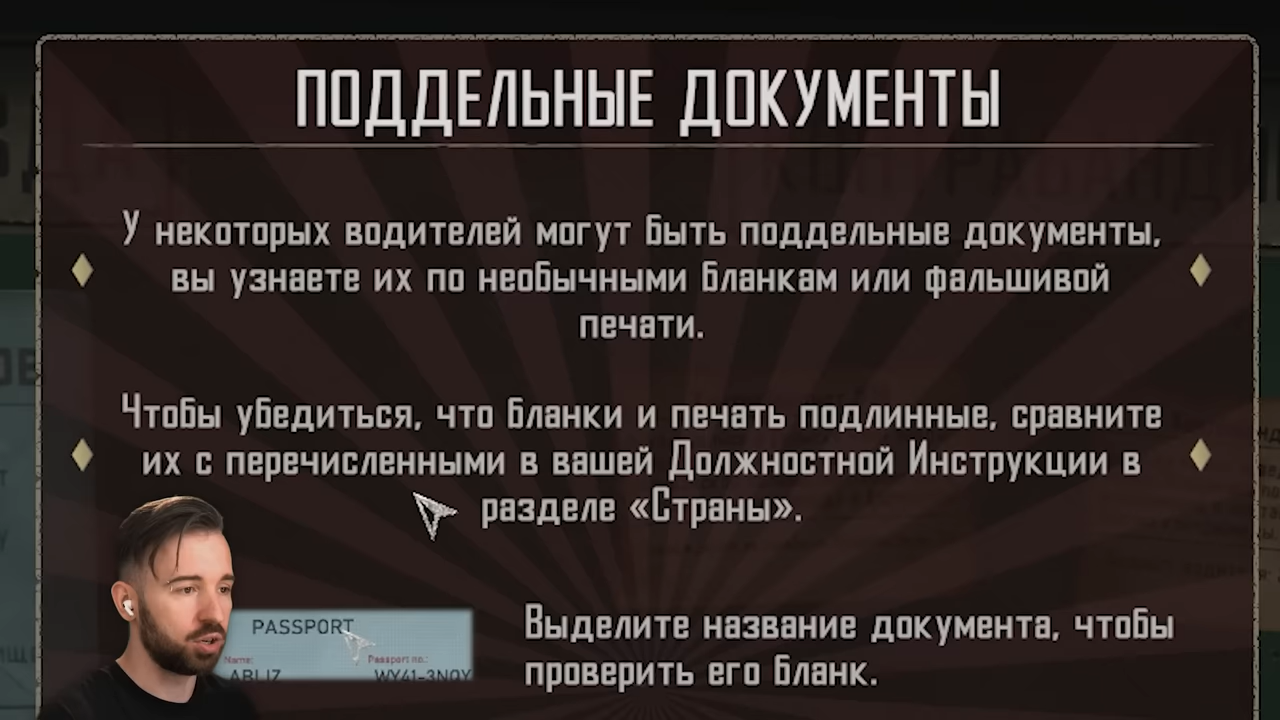 ПОДДЕЛЬНЫЕ ДОКУМЕНТЫ
У некоторых водителей могут быть поддельные документы,
вы узнаете их по необычными бланкам или фальшивой
печати.
Чтобы убедиться, что бланки и печать подлинные, сравните
их с перечисленными в вашей Должностной Инструкции в
разделе «Страны».
Выделите название документа, чтобы
проверить его бланк.
PASSPORT
Name:
Passport no.:
ABLIZ
WY41-3NQY